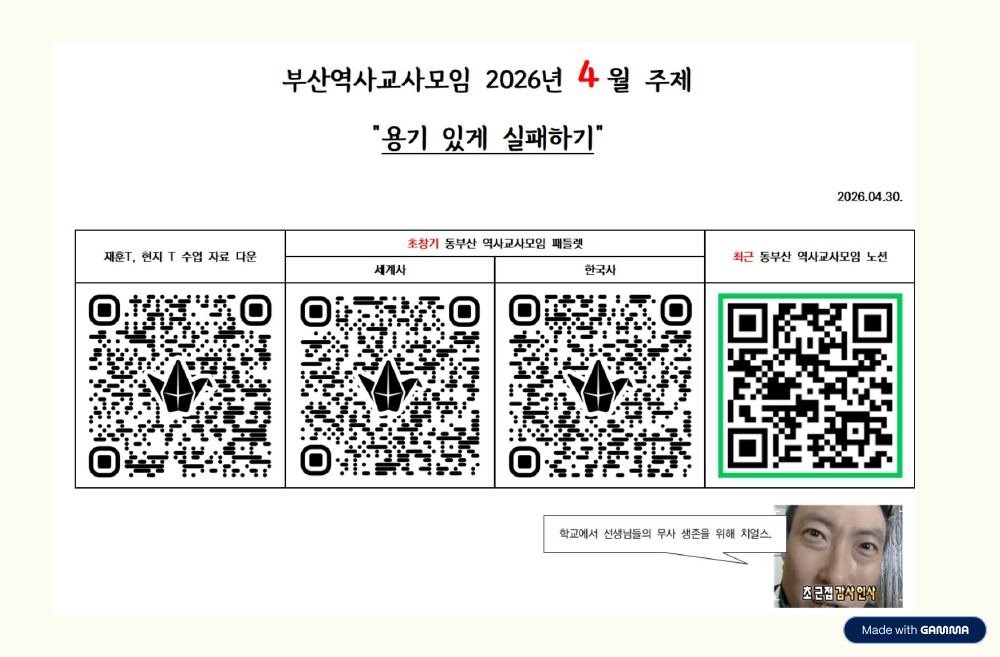 부산역사교사모임 2026년 4월 주제
"용기 있게 실패하기"
2026.04.30.
재훈T, 현지 T 수업 자료 다운
초창기 동부산 역사교사모임 패들렛
세계사
한국사
최근 동부산 역사교사모임 노션
학교에서 선생님들의 무사 생존을 위해 치얼스.
초근접 감사인사
Made with GAMMA